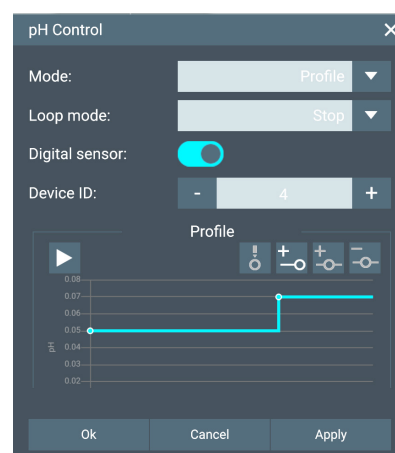 pH Control
Mode:
Profile
Loop mode:
Stop
Digital sensor:
Device ID:
- 4 +
Profile
0.08
0.07
0.06
0.05
0.04
0.03
0.02
pH
Ok Cancel Apply